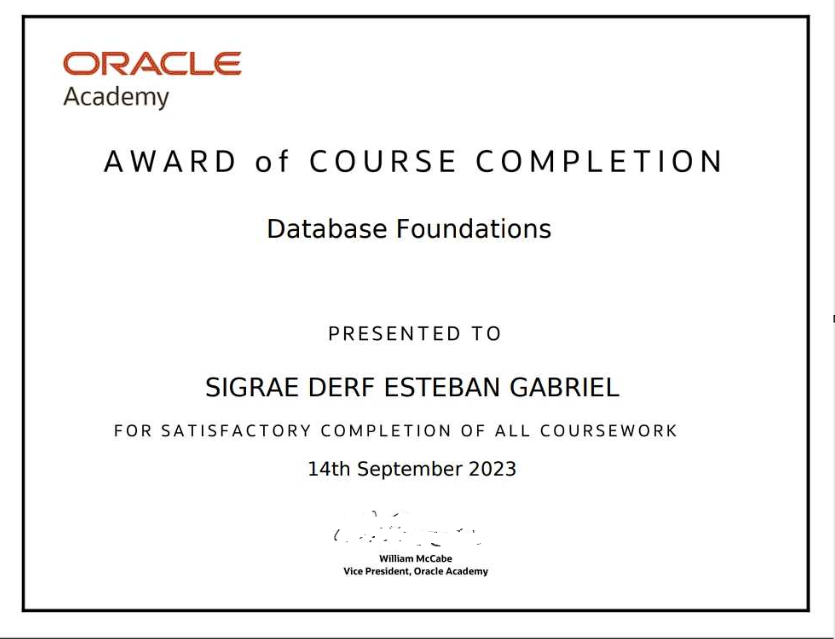 ORACLE
Academy
AWARD of COURSE COMPLETION
Database Foundations
PRESENTED TO
SIGRAE DERF ESTEBAN GABRIEL
FOR SATISFACTORY COMPLETION OF ALL COURSEWORK
14th September 2023
William McCabe
Vice President, Oracle Academy